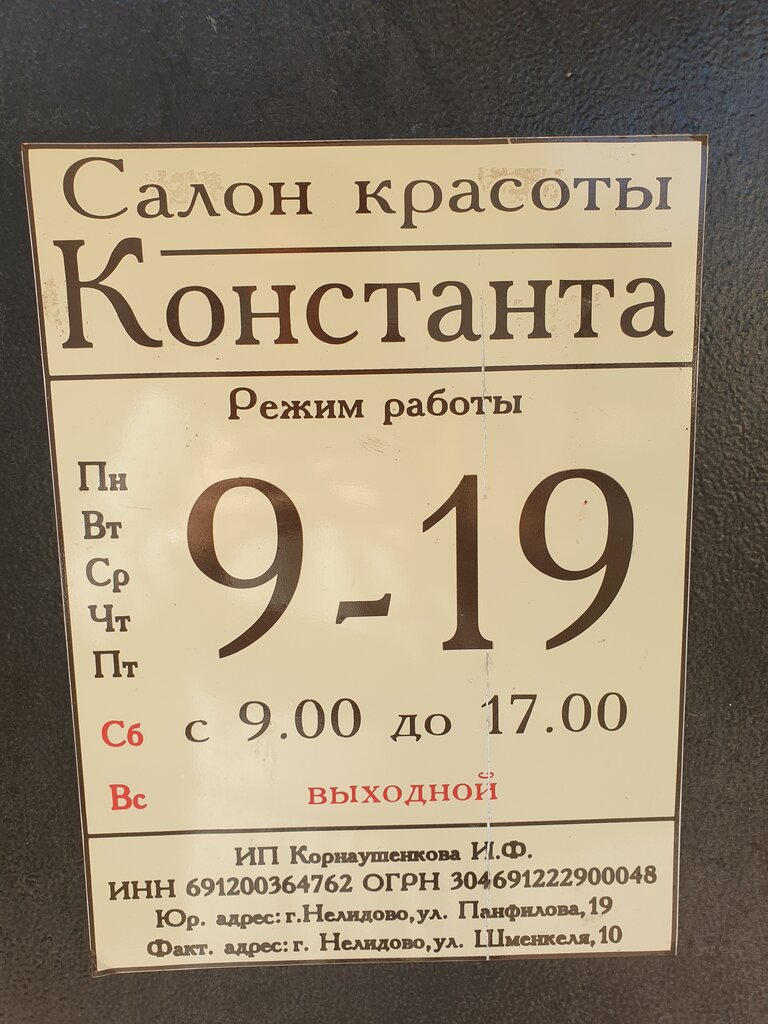 Салон красоты
Константа
Режим работы
Пн
Вт
Ср
Чт
Пт
9-19
Сб с 9.00 до 17.00
Вс выходной
ИП Корнаушенкова И.Ф.
ИНН 691200364762 ОГРН 304691222900048
Юр. адрес: г.Нелидово,ул. Панфилова,19
Факт. адрес: г. Нелидово,ул. Шменкеля,10